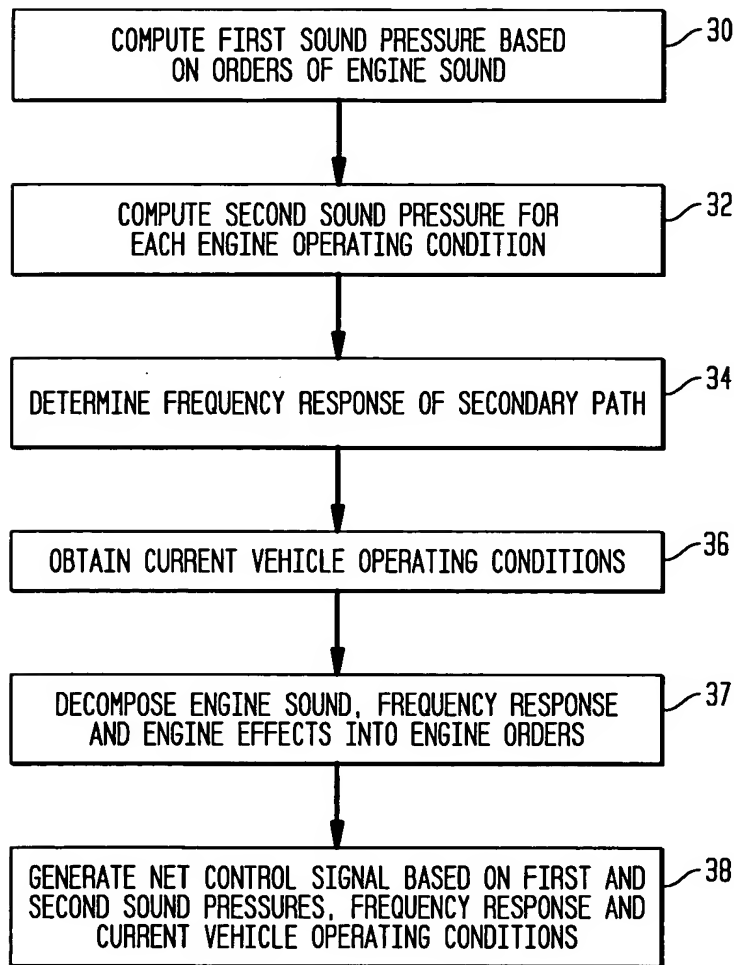 COMPUTE FIRST SOUND PRESSURE BASED
ON ORDERS OF ENGINE SOUND
30
COMPUTE SECOND SOUND PRESSURE FOR
EACH ENGINE OPERATING CONDITION
32
DETERMINE FREQUENCY RESPONSE OF SECONDARY PATH
34
OBTAIN CURRENT VEHICLE OPERATING CONDITIONS
36
DECOMPOSE ENGINE SOUND, FREQUENCY RESPONSE
AND ENGINE EFFECTS INTO ENGINE ORDERS
37
GENERATE NET CONTROL SIGNAL BASED ON FIRST AND
SECOND SOUND PRESSURES, FREQUENCY RESPONSE AND
CURRENT VEHICLE OPERATING CONDITIONS
38